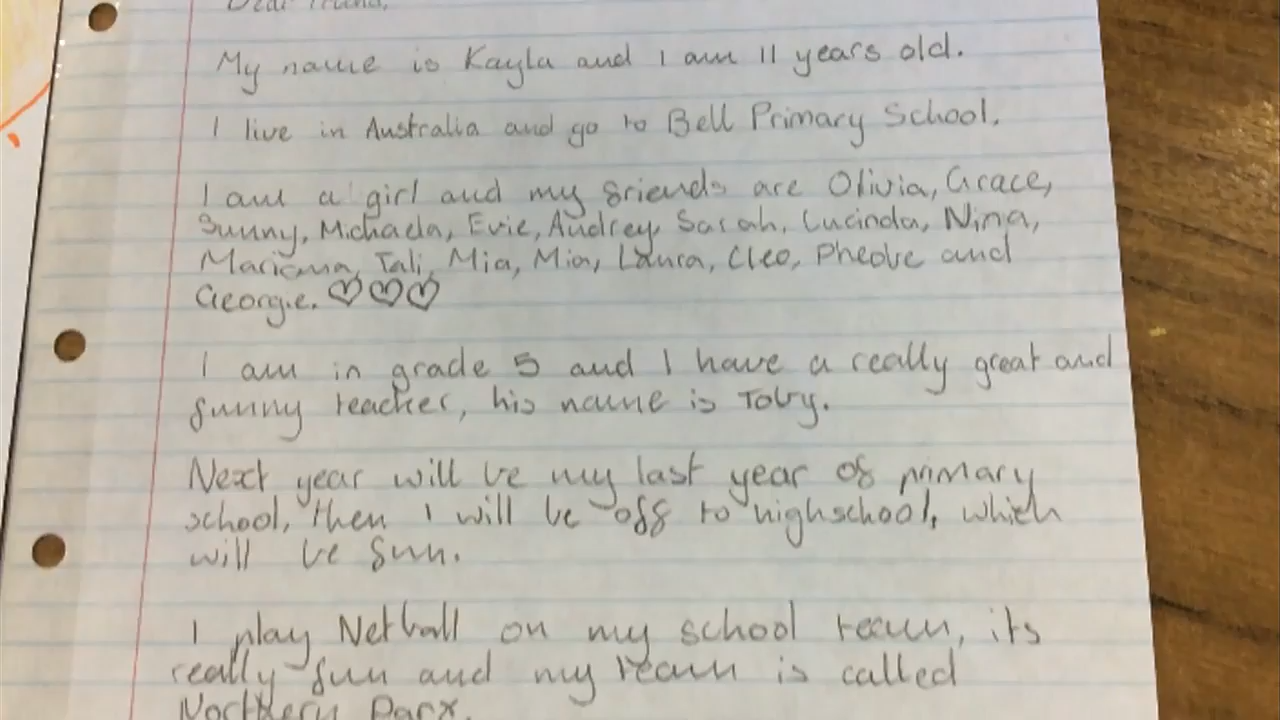 Dear Friend,
My name is Kayla and I am 11 years old.
I live in Australia and go to Bell Primary School.
I am a girl and my friends are Olivia, Grace,
Sunny, Michaela, Evie, Audrey, Sarah, Lucinda, Nina,
Mariama, Tali, Mia, Mia, Laura, Cleo, Pheobe and
Georgie.
I am in grade 5 and I have a really great and
funny teacher, his name is Toby.
Next year will be my last year of primary
school, then I will be off to highschool, which
will be fun.
I play Netball on my school team, its
really fun and my team is called
Northern